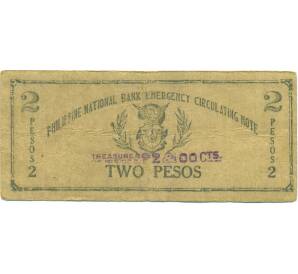 PHILIPPINE NATIONAL BANK EMERGENCY CIRCULATING NOTE
2 2
PESOS PESOS
TREASURER 2.00 CTS.
2 TWO PESOS 2